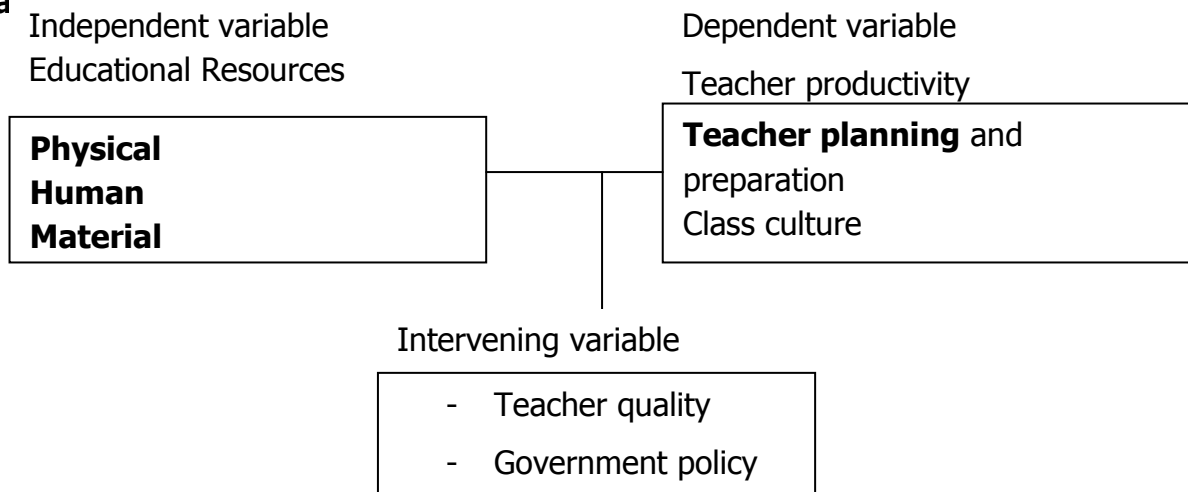 a
Independent variable
Educational Resources
Physical
Human
Material
Dependent variable
Teacher productivity
Teacher planning and
preparation
Class culture
Intervening variable
- Teacher quality
- Government policy